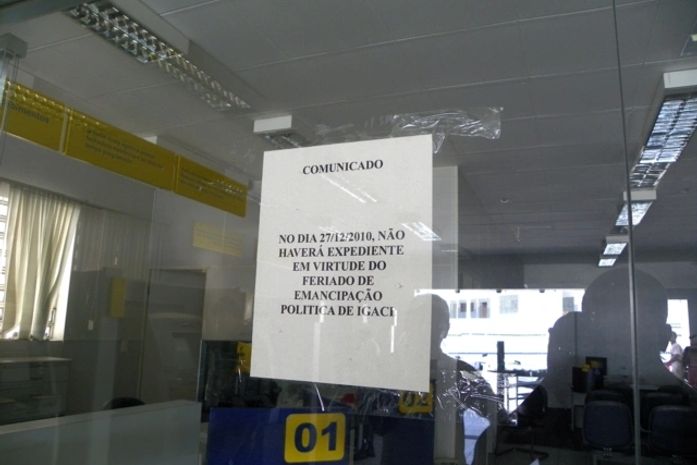 COMUNICADO
NO DIA 27/12/2010, NÃO
HAVERÁ EXPEDIENTE
EM VIRTUDE DO
FERIADO DE
EMANCIPAÇÃO
POLITICA DE IGACI.
01
02